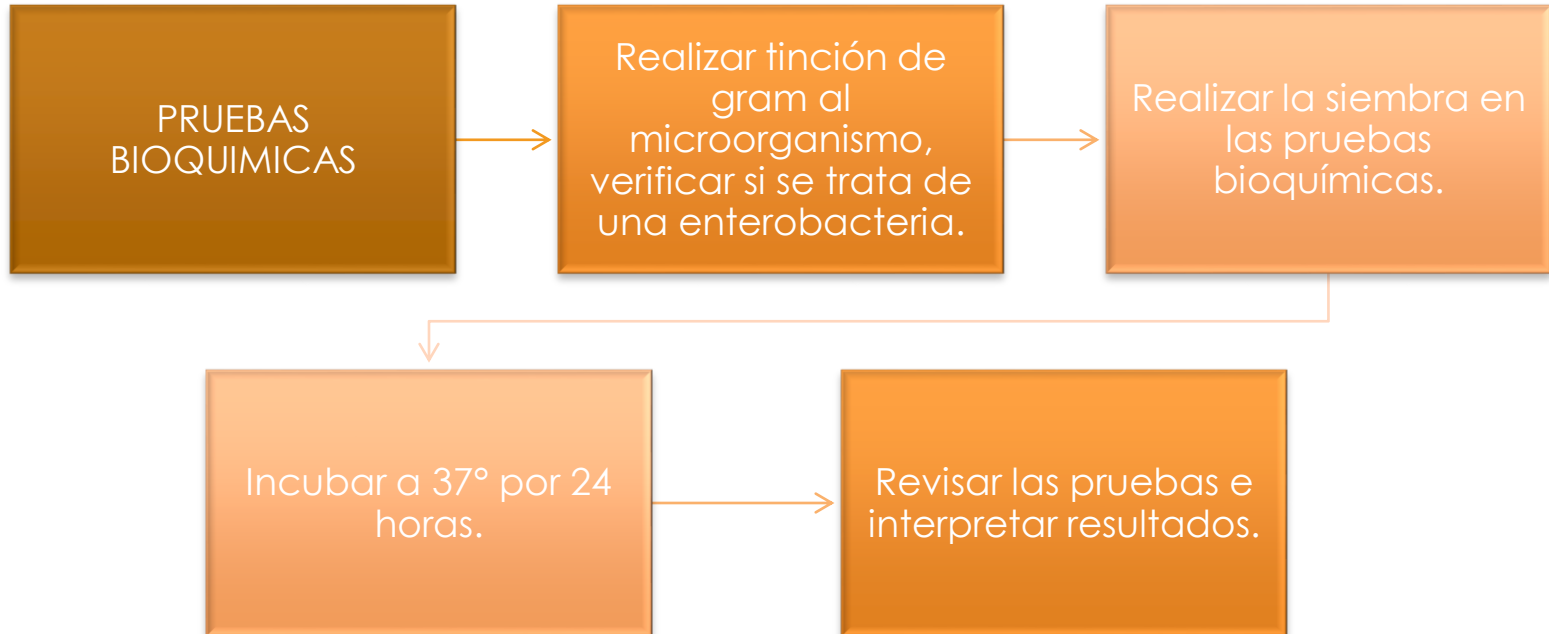 PRUEBAS
BIOQUIMICAS
Realizar tinción de
gram al
microorganismo,
verificar si se trata de
una enterobacteria.
Realizar la siembra en
las pruebas
bioquímicas.
Incubar a 37° por 24
horas.
Revisar las pruebas e
interpretar resultados.